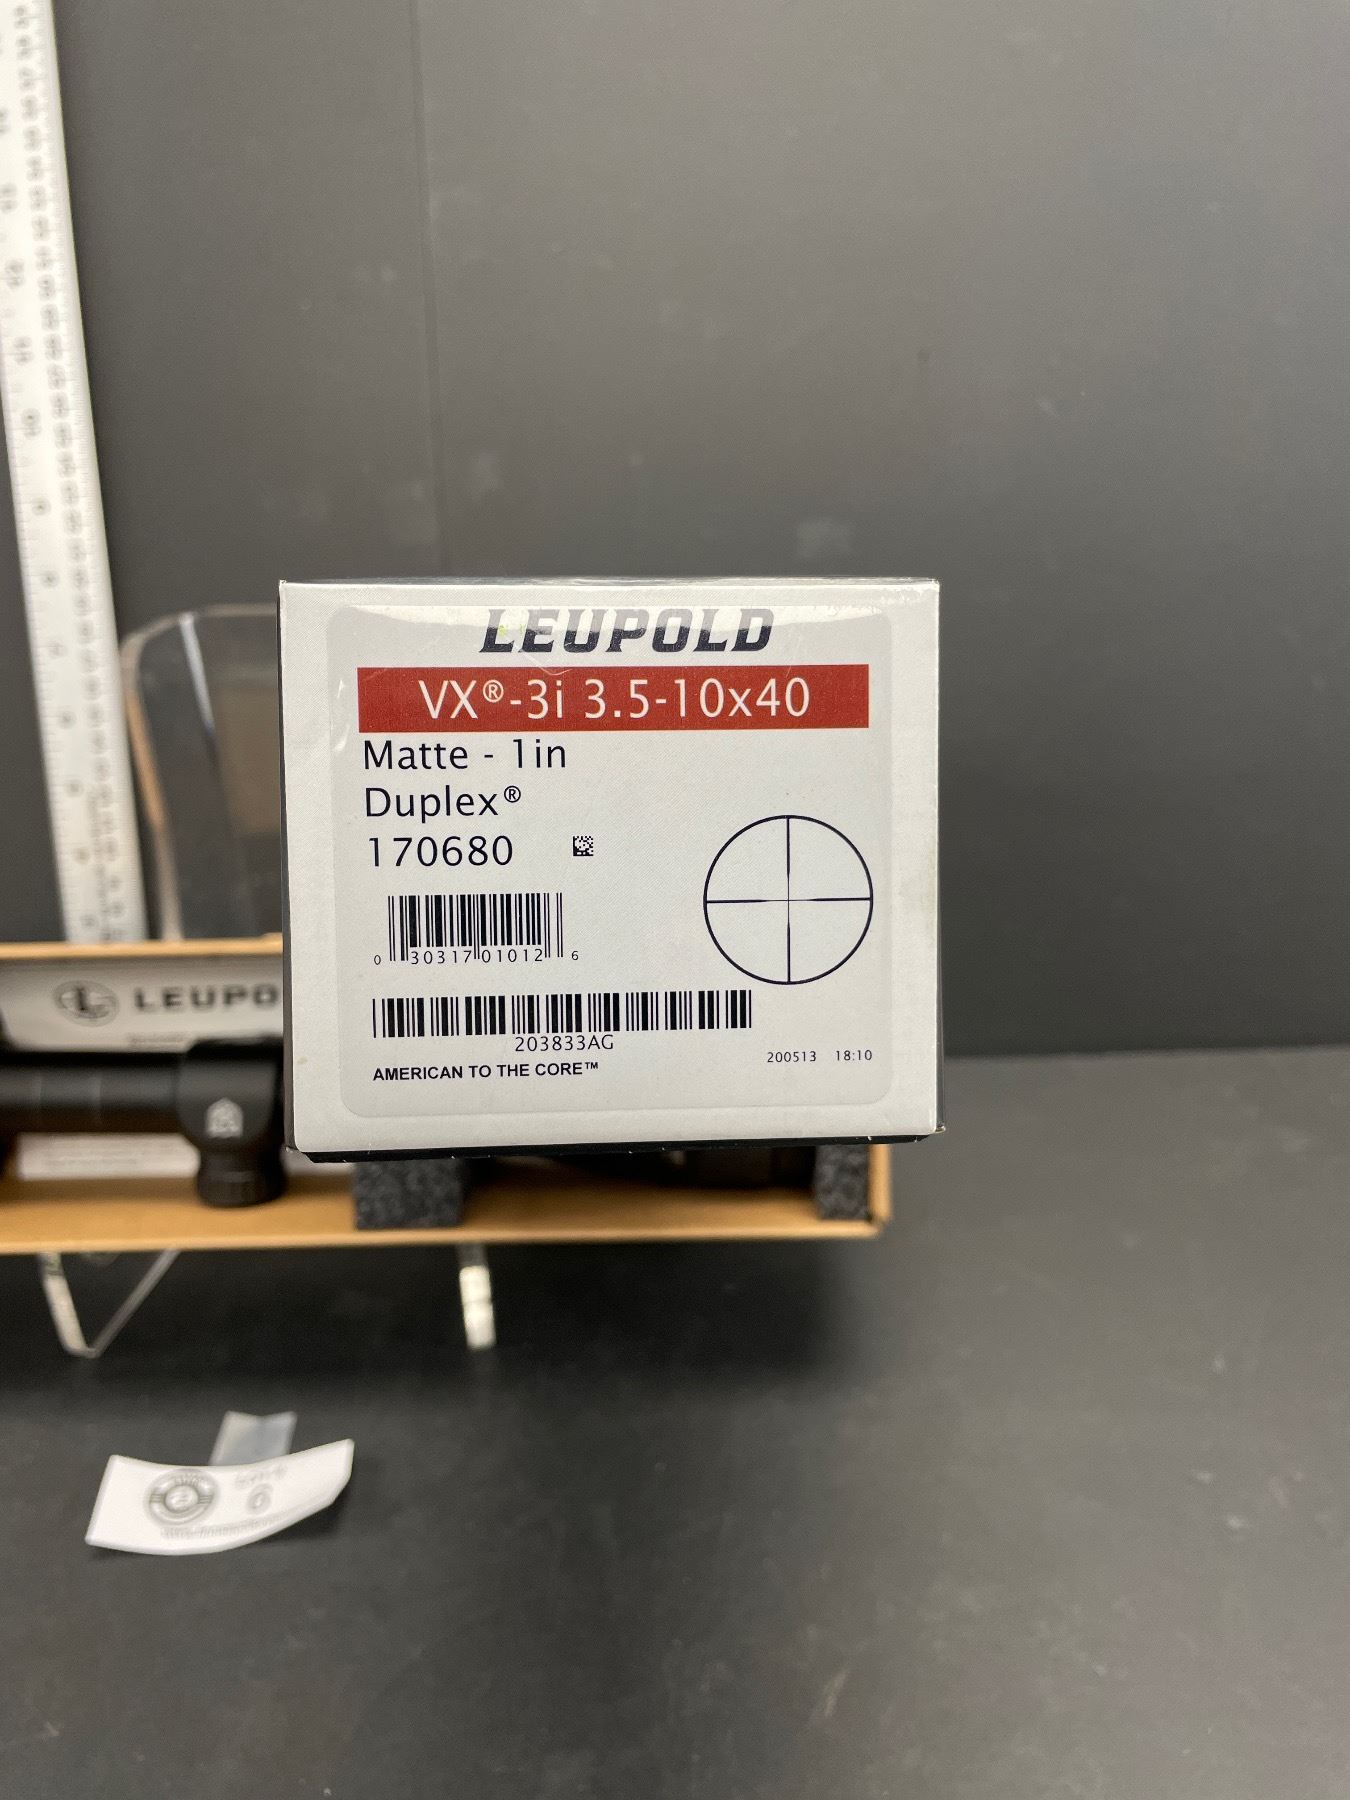 LEUPOLD
VX®-3i 3.5-10x40
Matte - 1in
Duplex®
170680
0 30317 01012 6
203833AG
200513 18:10
AMERICAN TO THE CORE™
LEUPO